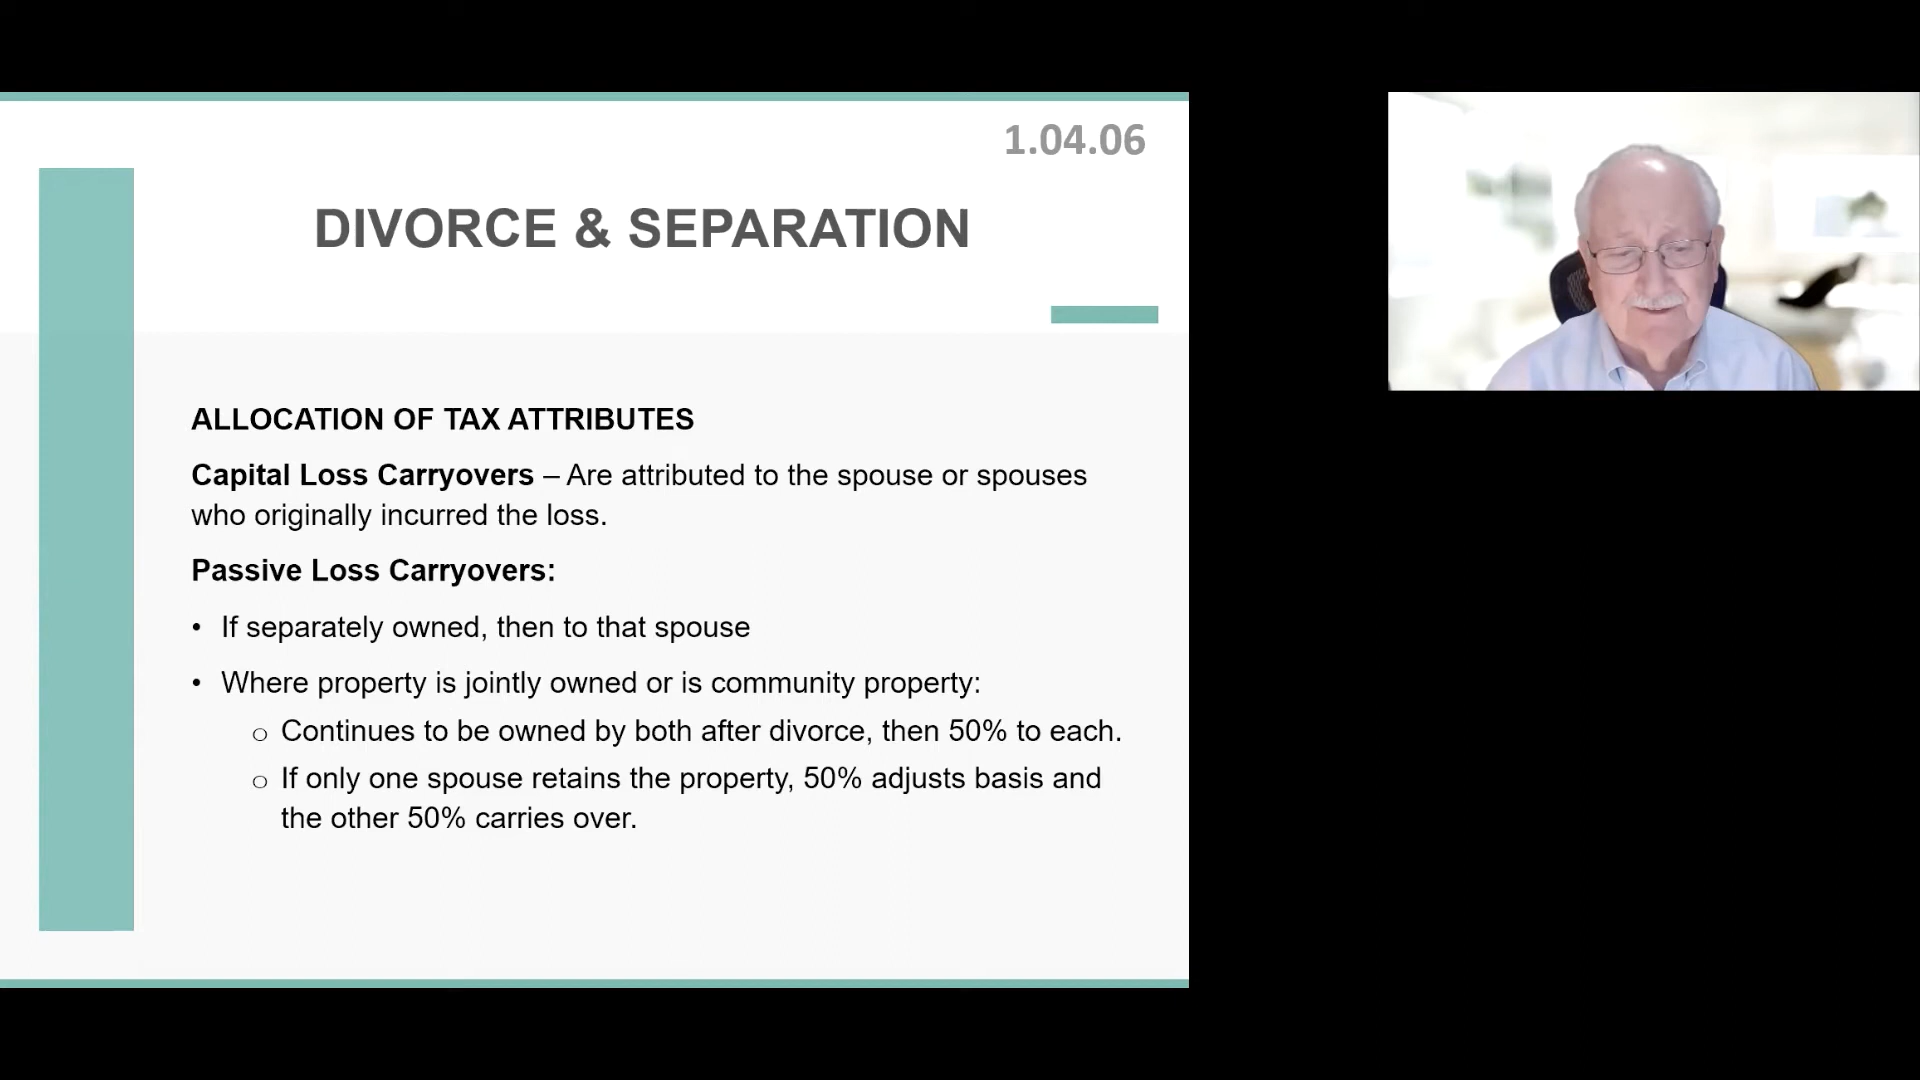 1.04.06
DIVORCE & SEPARATION
ALLOCATION OF TAX ATTRIBUTES
Capital Loss Carryovers – Are attributed to the spouse or spouses
who originally incurred the loss.
Passive Loss Carryovers:
• If separately owned, then to that spouse
• Where property is jointly owned or is community property:
o Continues to be owned by both after divorce, then 50% to each.
o If only one spouse retains the property, 50% adjusts basis and
the other 50% carries over.